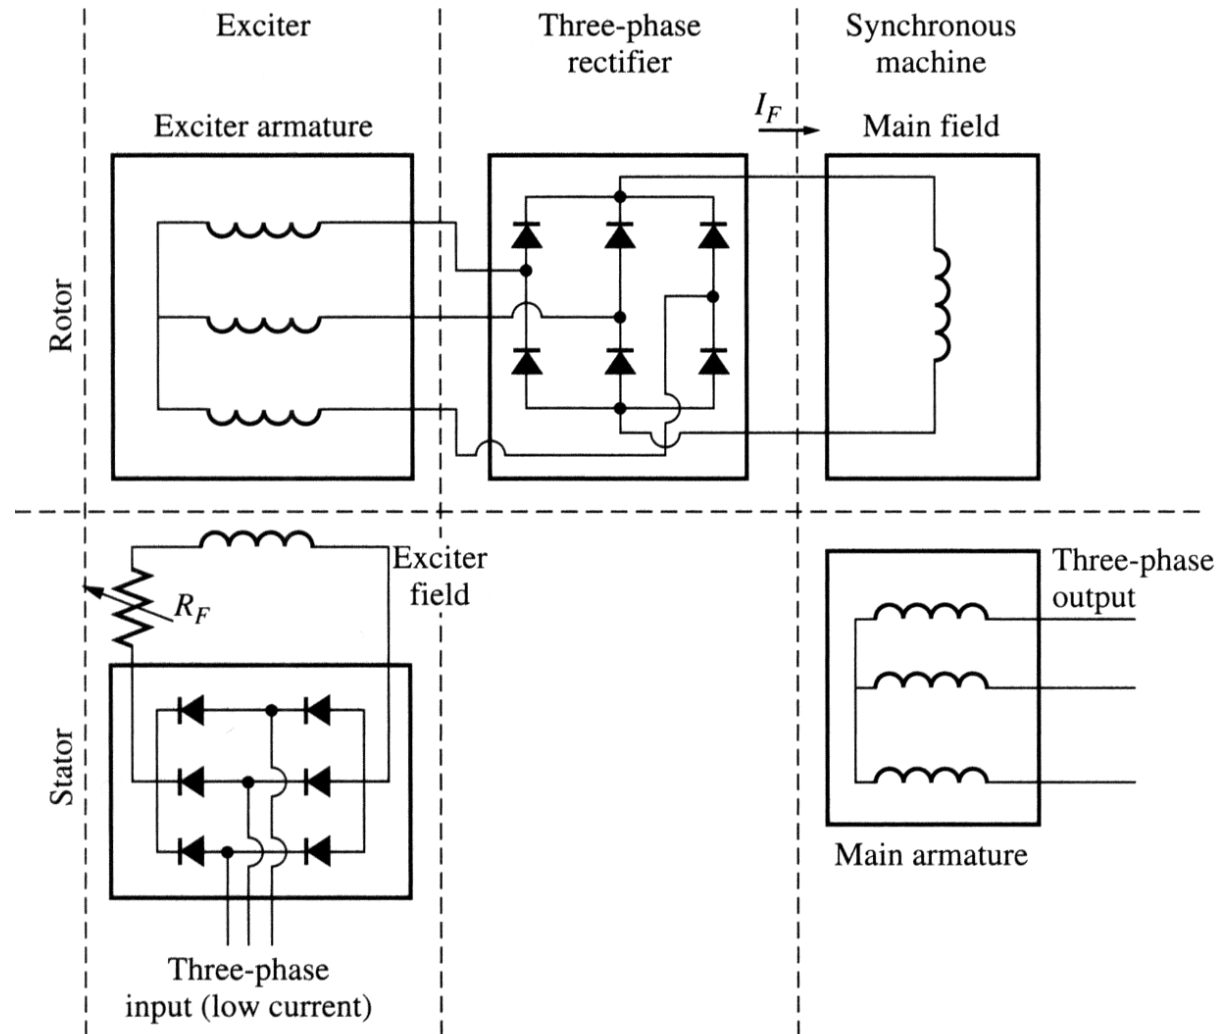 Exciter
Three-phase
rectifier
Synchronous
machine
I_F
Exciter armature
Main field
Rotor
Exciter
field
R_F
Three-phase
output
Stator
Main armature
Three-phase
input (low current)